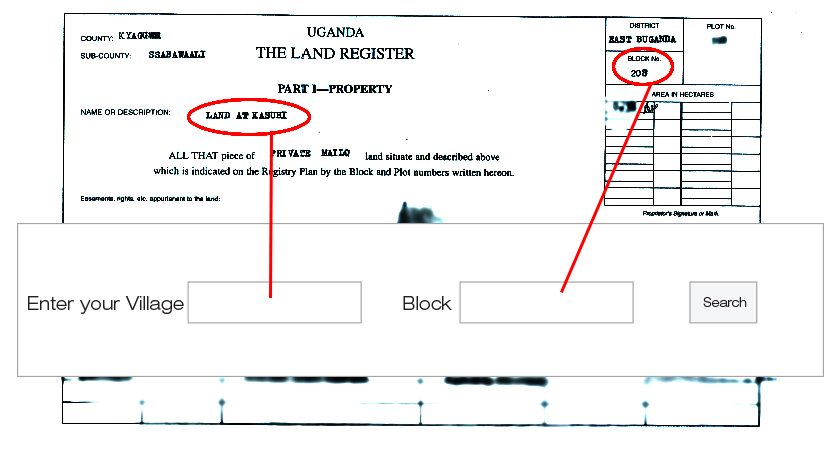 UGANDA
THE LAND REGISTER
COUNTY: KYAGGWE
SUB-COUNTY: SSABAWAALI
DISTRICT
EAST BUGANDA
PLOT No.
BLOCK No.
208
PART I—PROPERTY
AREA IN HECTARES
NAME OR DESCRIPTION: LAND AT KASUBI
ALL THAT piece of PRIVATE MAILO land situate and described above
which is indicated on the Registry Plan by the Block and Plot numbers written hereon.
Easements, rights, etc. appurtenant to the land:
Proprietor's Signature or Mark
Enter your Village
Block
Search